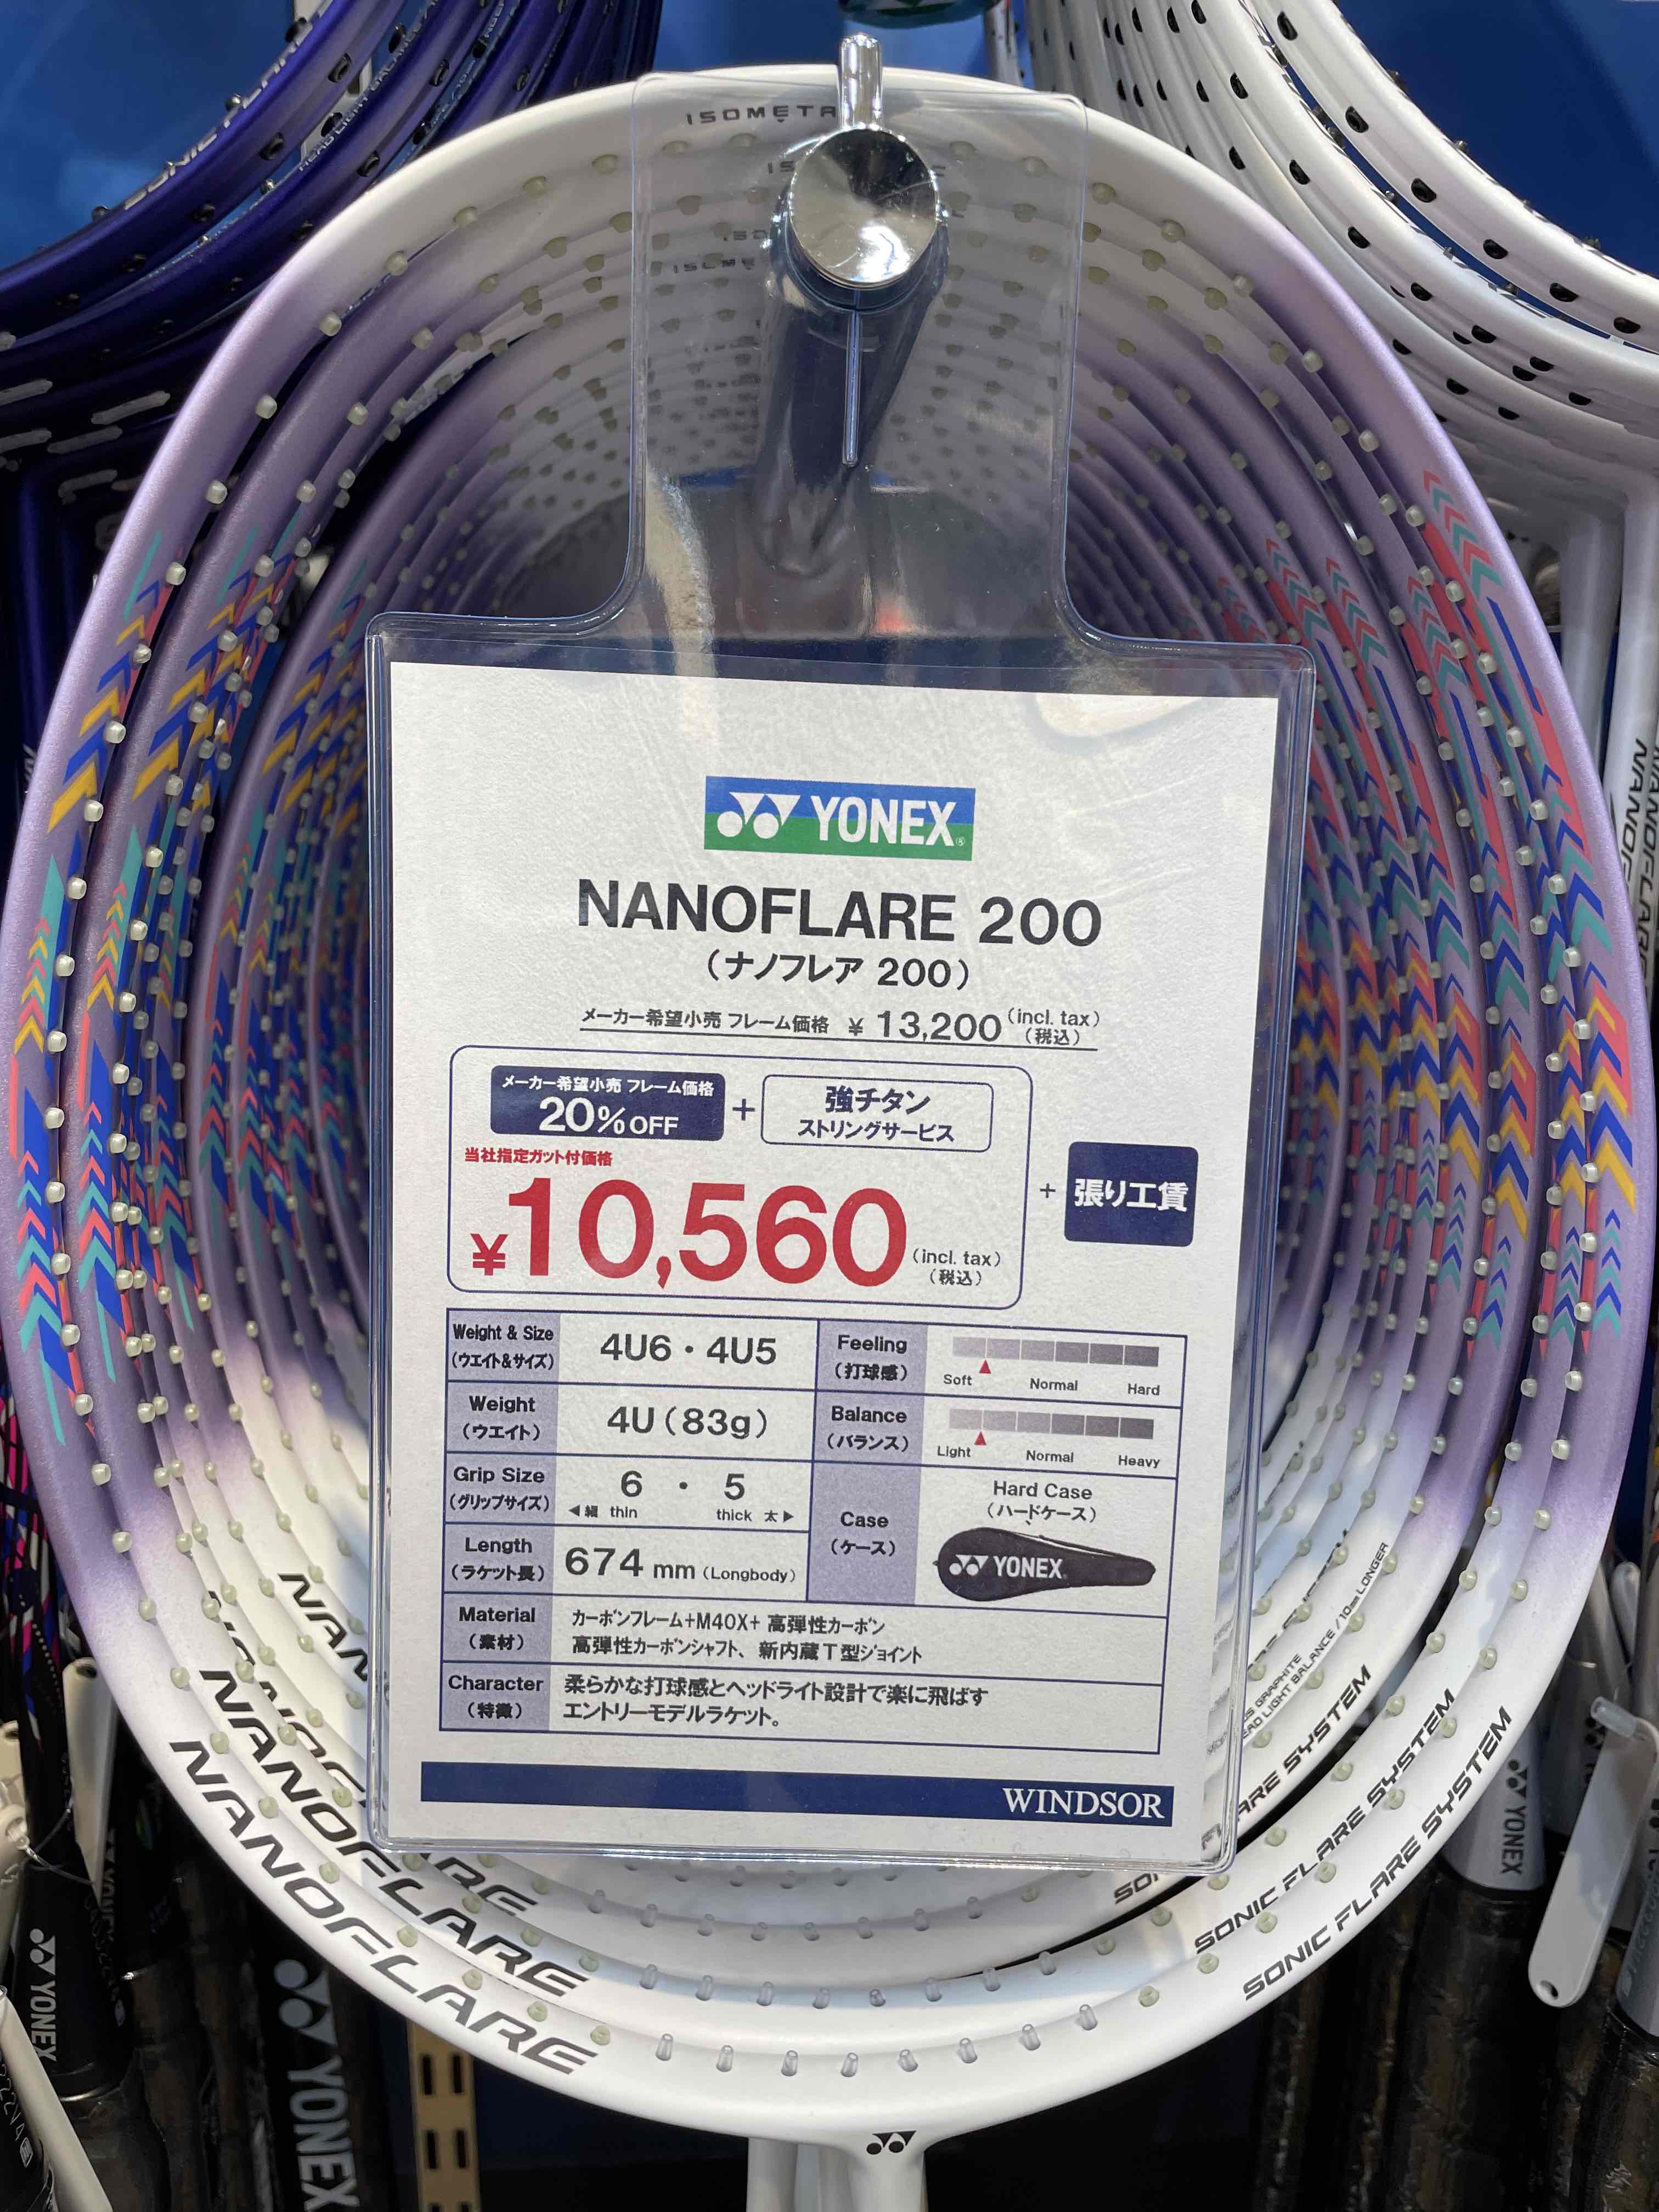 ISOMETR
YONEX
NANOFLARE 200
（ナノフレア 200）
メーカー希望小売 フレーム価格 ￥ 13,200 (incl. tax) （税込）
メーカー希望小売 フレーム価格
20%OFF
+
強チタン
ストリングサービス
当社指定ガット付価格
¥10,560 (incl. tax) （税込）
+ 張り工賃
Weight & Size
（ウエイト&サイズ）
4U6・4U5
Feeling
（打球感）
Soft Normal Hard
Weight
（ウエイト）
4U（83g）
Balance
（バランス）
Light Normal Heavy
Grip Size
（グリップサイズ）
6 ・ 5
◀細 thin thick 太▶
Case
（ケース）
Hard Case
（ハードケース）
YONEX
Length
（ラケット長）
674 mm (Longbody)
Material
（素材）
カーボンフレーム+M40X+ 高弾性カーボン
高弾性カーボンシャフト、新内蔵T型ジョイント
Character
（特徴）
柔らかな打球感とヘッドライト設計で楽に飛ばす
エントリーモデルラケット。
WINDSOR
NANOFLARE
NANOFLARE
SONIC FLARE SYSTEM
SONIC FLARE SYSTEM
ARE SYSTEM
HEAD LIGHT BALANCE / 10mm LONGER
YONEX
YONEX
YONEX
NANOFLARE